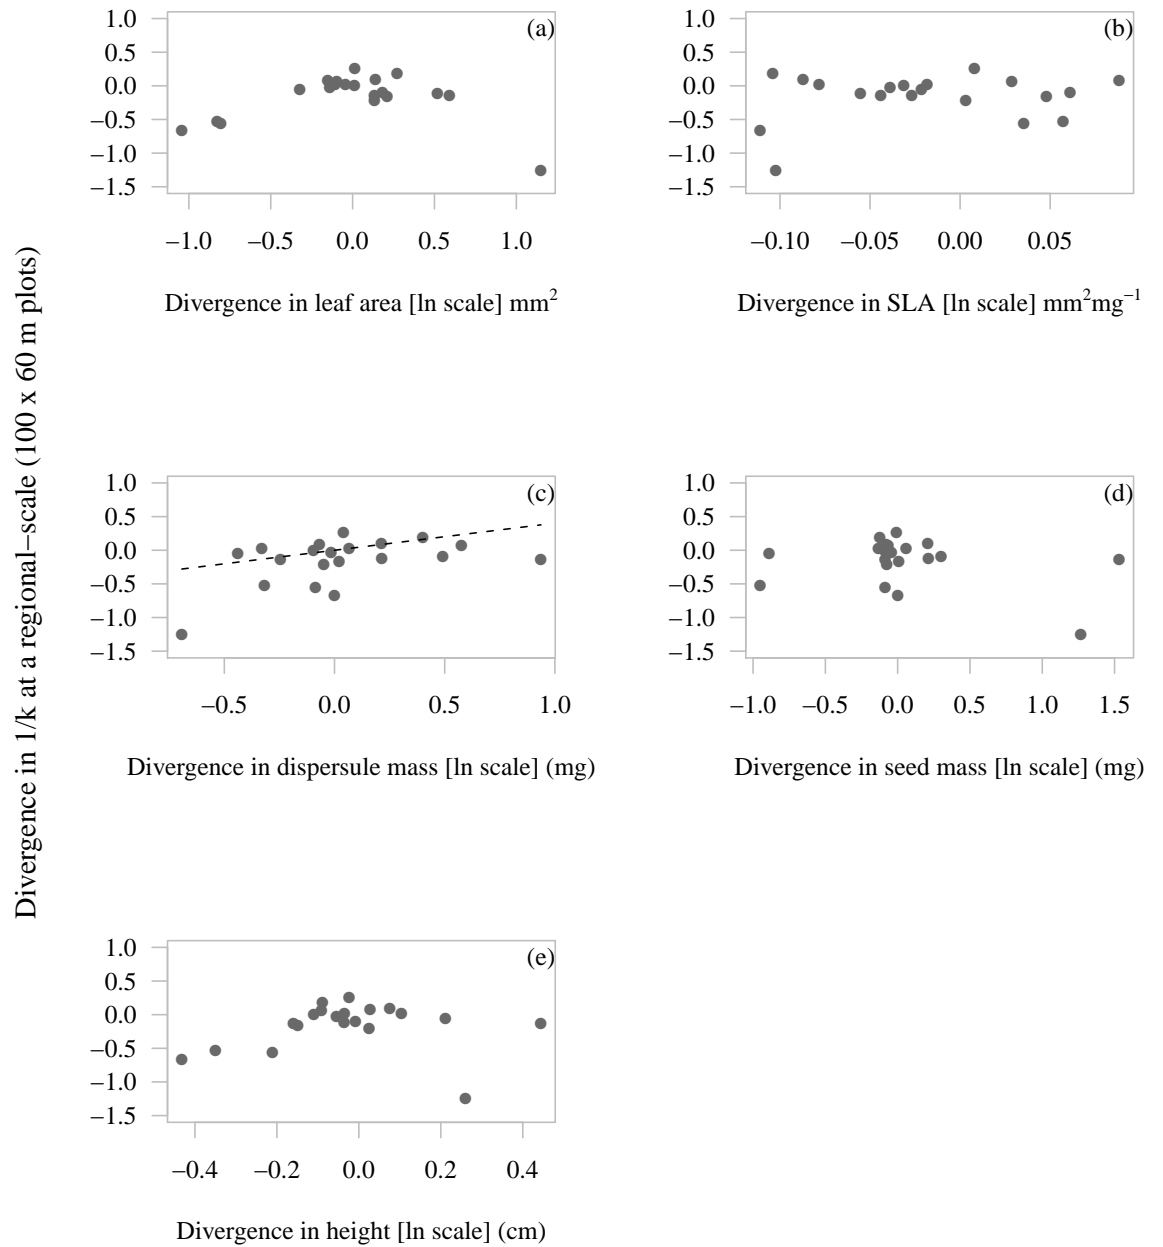 Divergence in 1/k at a regional−scale (100 x 60 m plots)
(a)
1.0
0.5
0.0
−0.5
−1.0
−1.5
−1.0 −0.5 0.0 0.5 1.0
Divergence in leaf area [ln scale] mm²
(b)
1.0
0.5
0.0
−0.5
−1.0
−1.5
−0.10 −0.05 0.00 0.05
Divergence in SLA [ln scale] mm²mg⁻¹
(c)
1.0
0.5
0.0
−0.5
−1.0
−1.5
−0.5 0.0 0.5 1.0
Divergence in dispersule mass [ln scale] (mg)
(d)
1.0
0.5
0.0
−0.5
−1.0
−1.5
−1.0 −0.5 0.0 0.5 1.0 1.5
Divergence in seed mass [ln scale] (mg)
(e)
1.0
0.5
0.0
−0.5
−1.0
−1.5
−0.4 −0.2 0.0 0.2 0.4
Divergence in height [ln scale] (cm)